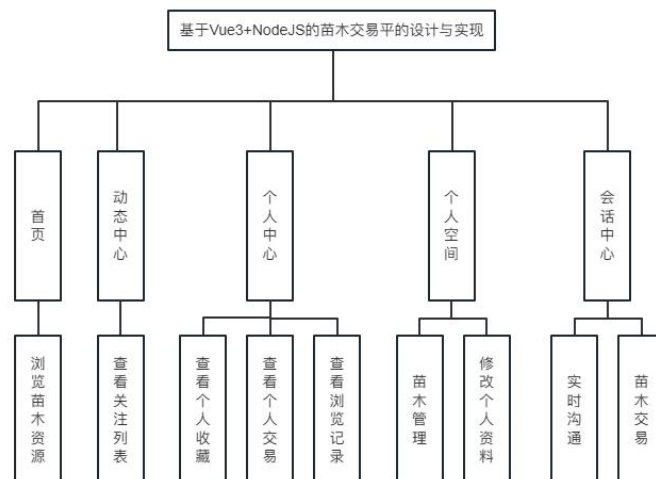 基于Vue3+NodeJS的苗木交易平的设计与实现
首页
动态中心
个人中心
个人空间
会话中心
浏览苗木资源
查看关注列表
查看个人收藏
查看个人交易
查看浏览记录
苗木管理
修改个人资料
实时沟通
苗木交易